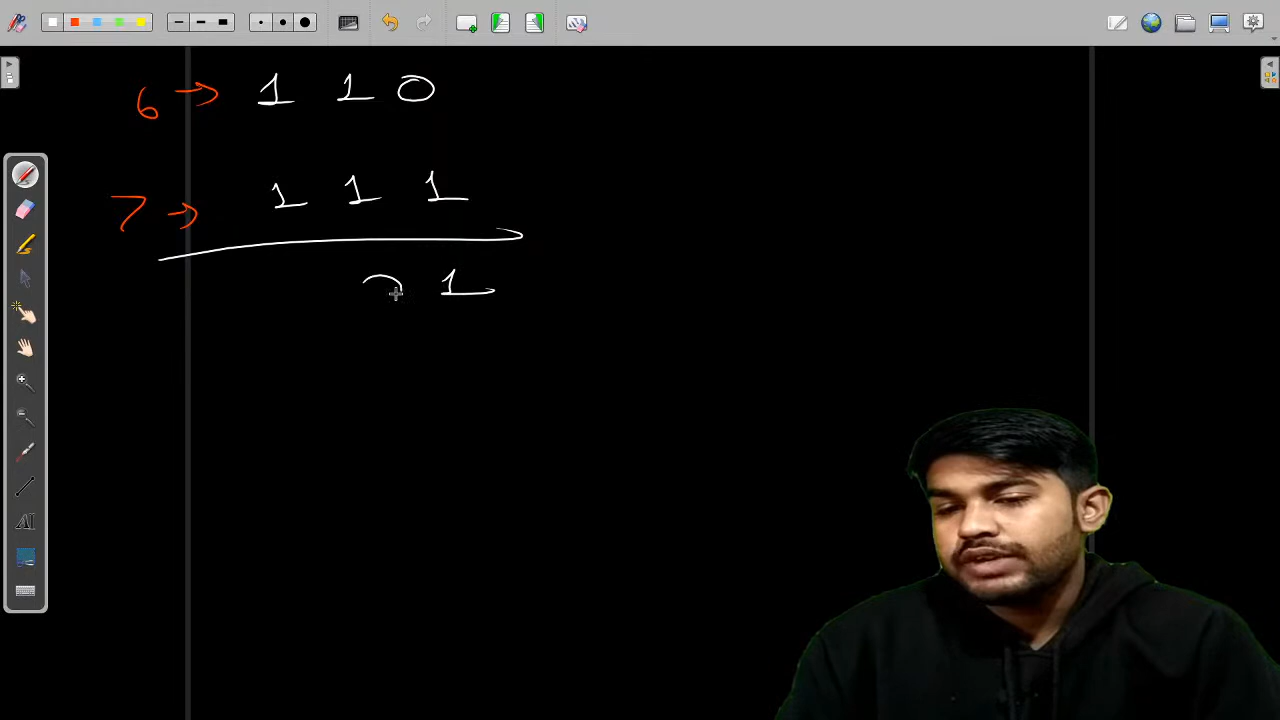 6 → 1 1 0
7 → 1 1 1
1